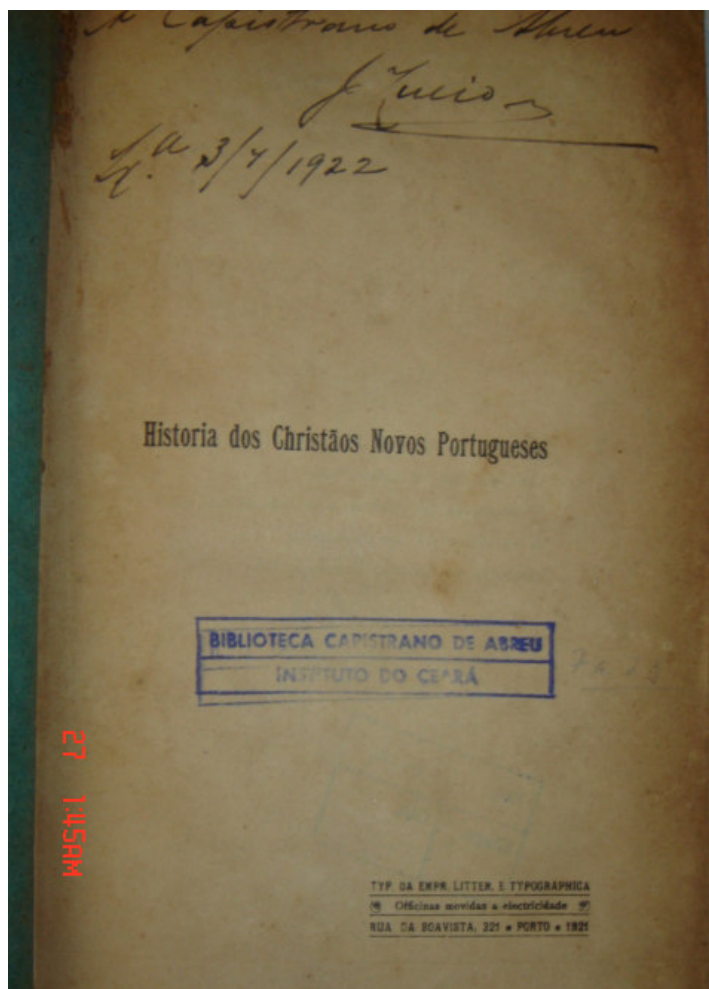 A Capistrano de Abreu
J. Lucio
Lxª 3/7/1922
Historia dos Christãos Novos Portugueses
BIBLIOTECA CAPISTRANO DE ABREU
INSTITUTO DO CEARÁ
27 1:45AM
TYP. DA EMPR. LITTER. E TYPOGRAPHICA
Officinas movidas a electricidade
RUA DA BOAVISTA, 321 • PORTO • 1921